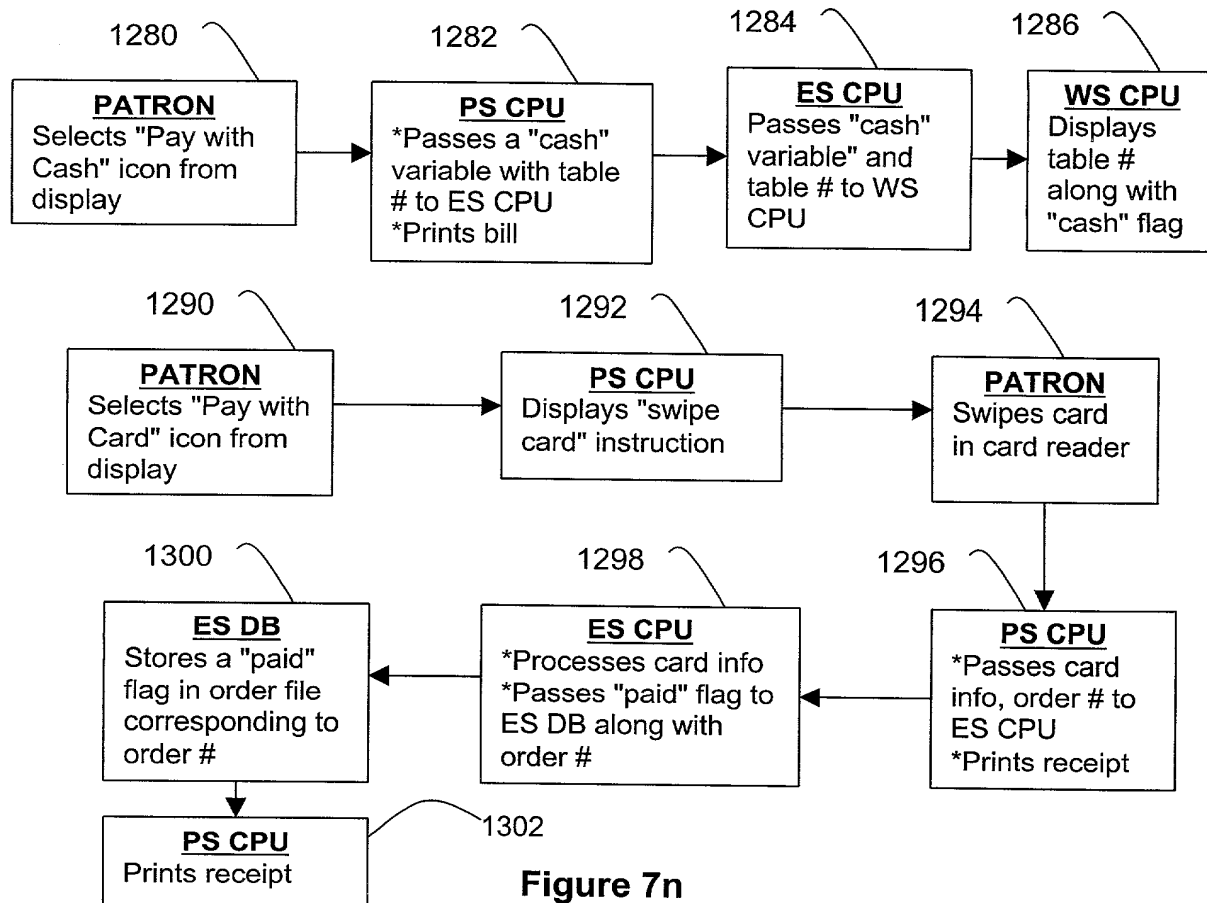 1280
PATRON
Selects "Pay with
Cash" icon from
display
1282
PS CPU
*Passes a "cash"
variable with table
# to ES CPU
*Prints bill
1284
ES CPU
Passes "cash
variable" and
table # to WS
CPU
1286
WS CPU
Displays
table #
along with
"cash" flag
1290
PATRON
Selects "Pay with
Card" icon from
display
1292
PS CPU
Displays "swipe
card" instruction
1294
PATRON
Swipes card
in card reader
1296
PS CPU
*Passes card
info, order # to
ES CPU
*Prints receipt
1298
ES CPU
*Processes card info
*Passes "paid" flag to
ES DB along with
order #
1300
ES DB
Stores a "paid"
flag in order file
corresponding to
order #
1302
PS CPU
Prints receipt
Figure 7n